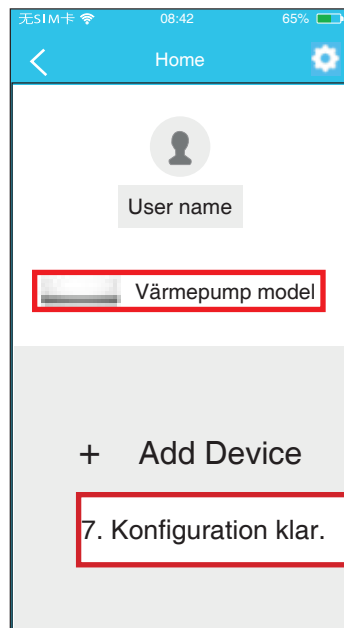 无SIM卡 08:42 65%
Home
User name
Värmepump model
+ Add Device
7. Konfiguration klar.